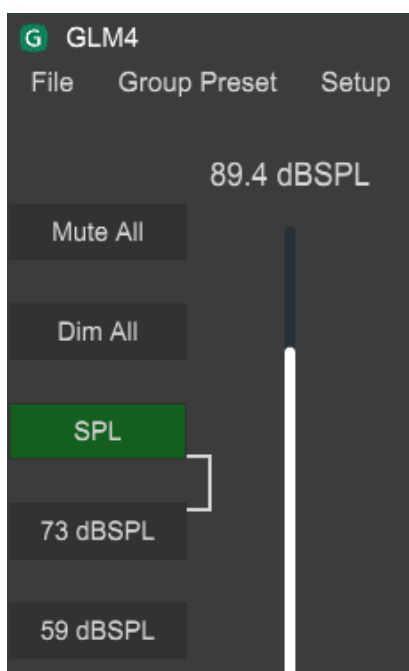 G GLM4
File Group Preset Setup
89.4 dBSPL
Mute All
Dim All
SPL
73 dBSPL
59 dBSPL